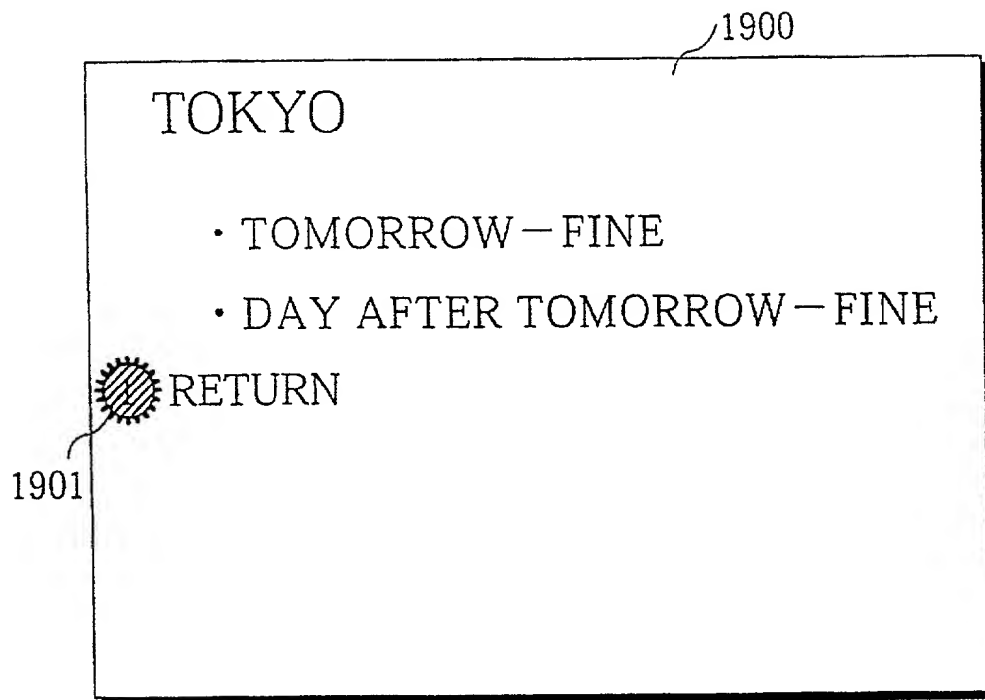 1900
TOKYO
・TOMORROW－FINE
・DAY AFTER TOMORROW－FINE
RETURN
1901